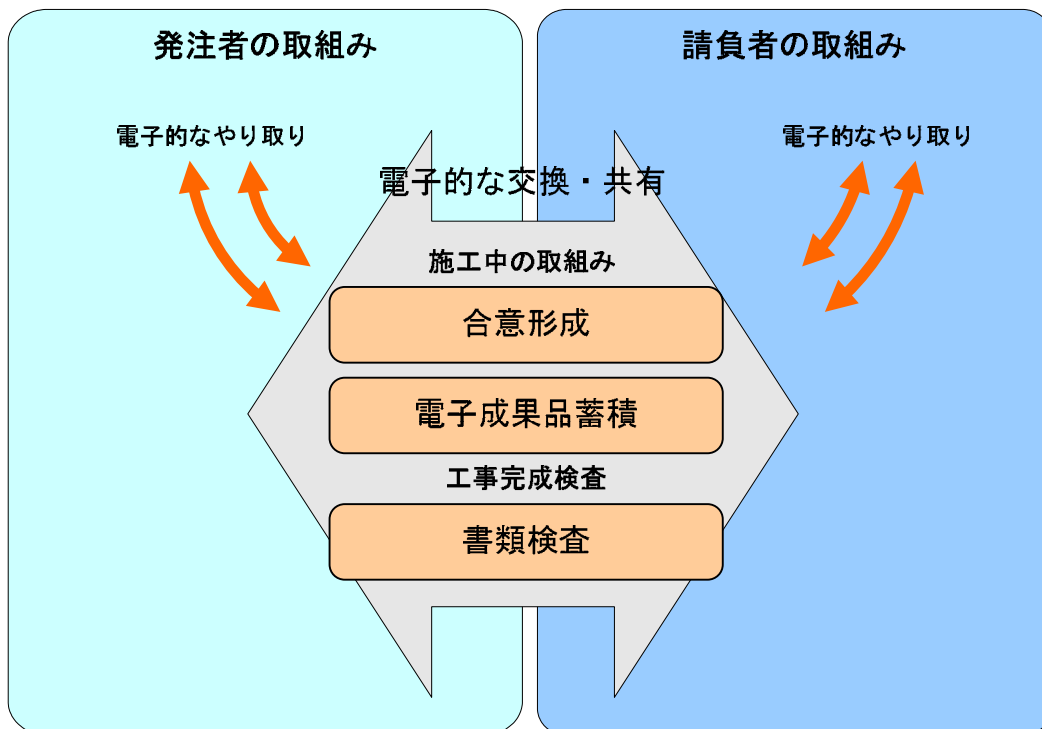 発注者の取組み
請負者の取組み
電子的なやり取り
電子的なやり取り
電子的な交換・共有
施工中の取組み
合意形成
電子成果品蓄積
工事完成検査
書類検査